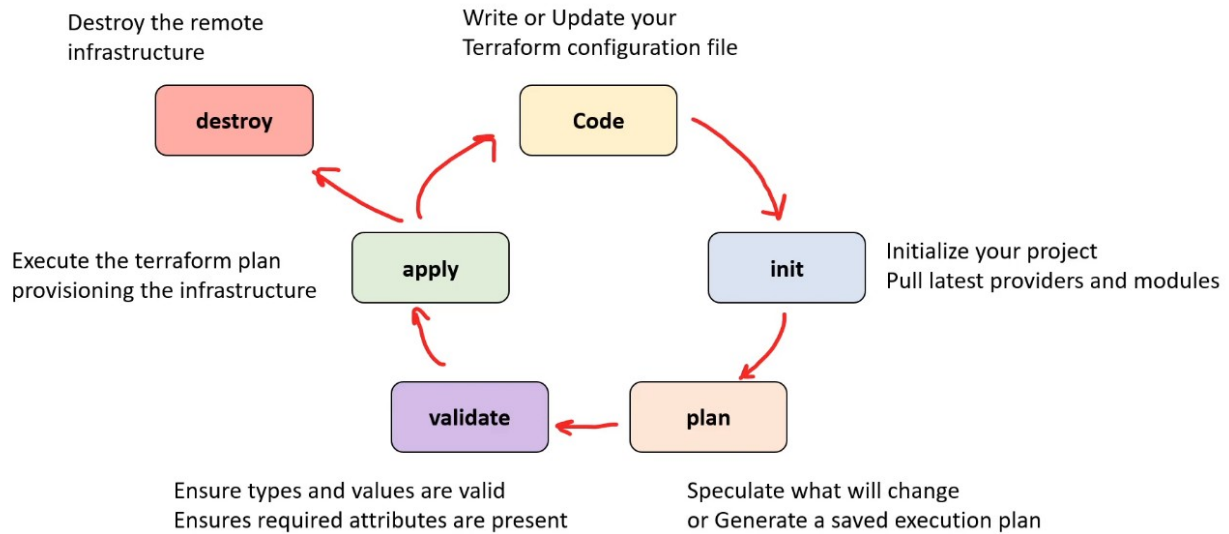 Destroy the remote
infrastructure
Write or Update your
Terraform configuration file
destroy
Code
Execute the terraform plan
provisioning the infrastructure
apply
init
Initialize your project
Pull latest providers and modules
validate
plan
Ensure types and values are valid
Ensures required attributes are present
Speculate what will change
or Generate a saved execution plan